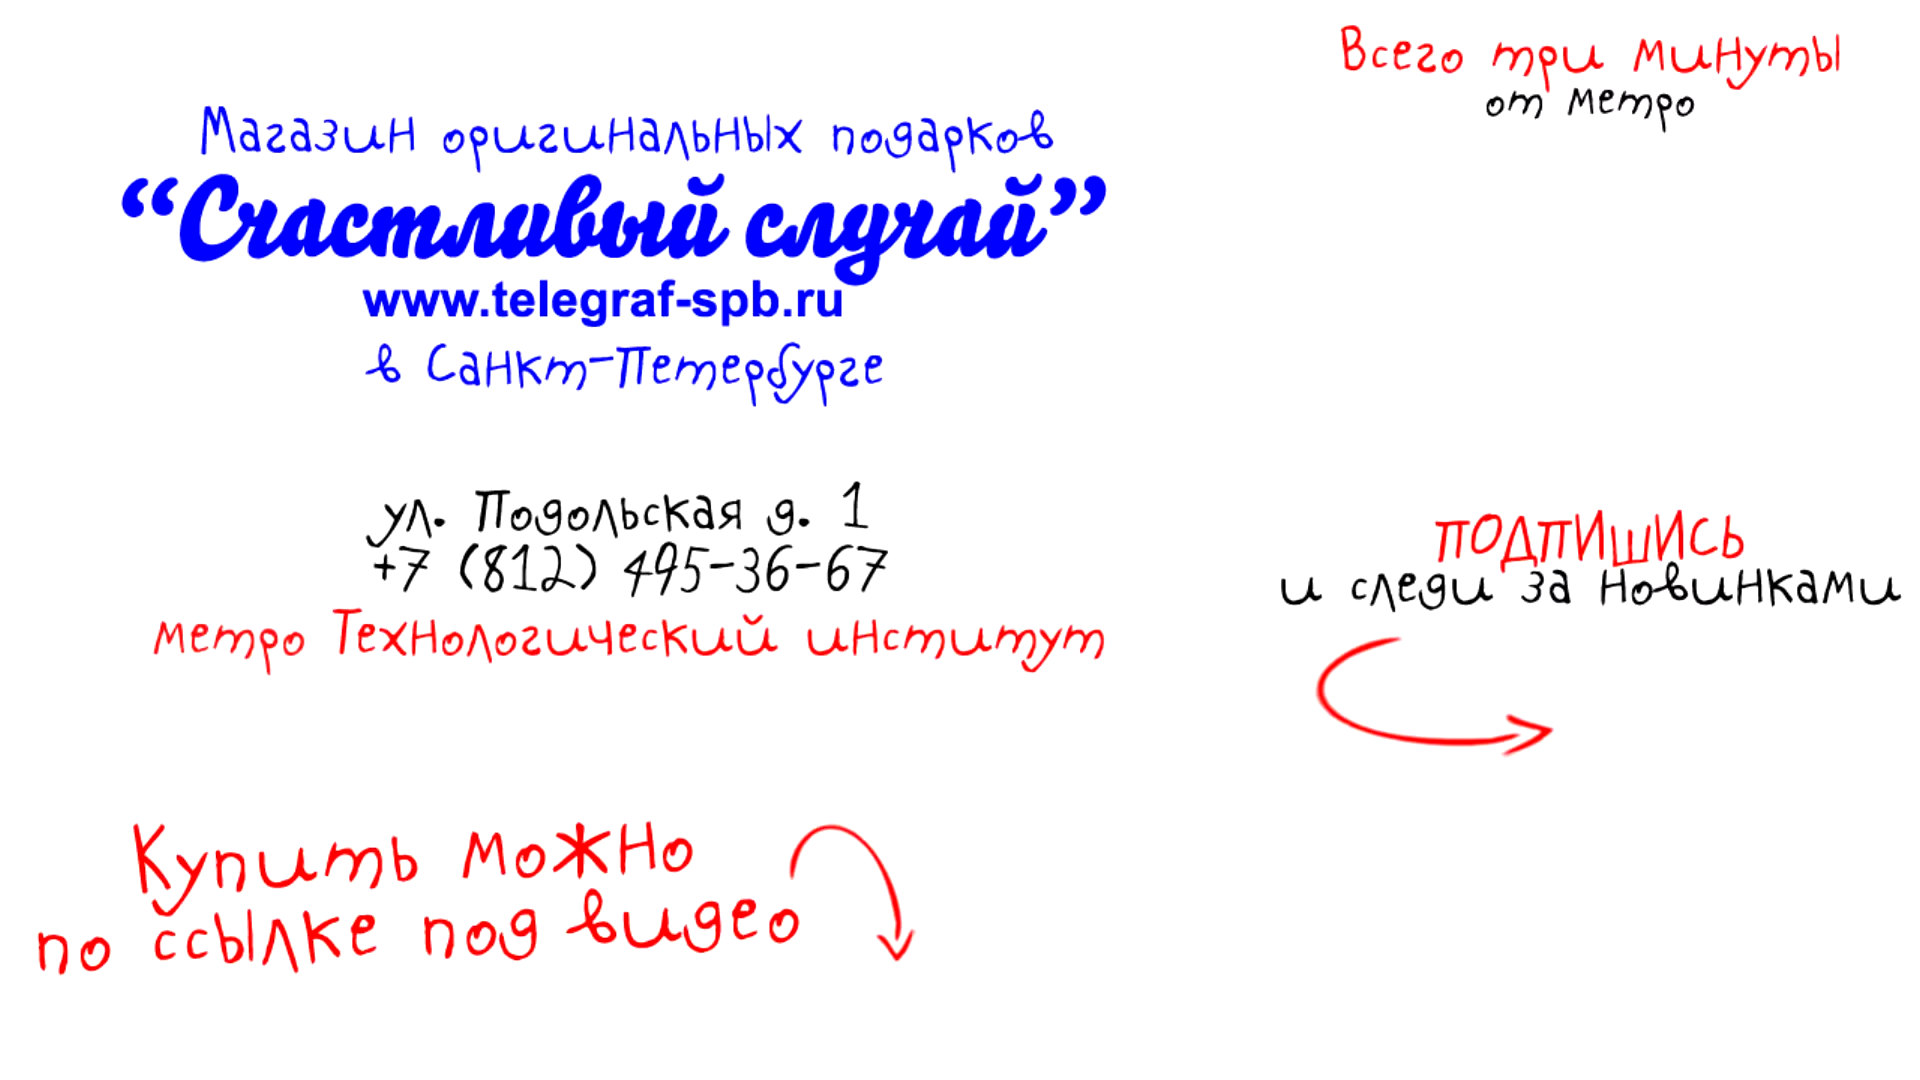 Всего три минуты
от метро
Магазин оригинальных подарков
“Счастливый случай”
www.telegraf-spb.ru
в Санкт-Петербурге
ул. Подольская д. 1
+7 (812) 495-36-67
метро Технологический институт
ПОДПИШИСЬ
и следи за новинками
Купить можно
по ссылке под видео